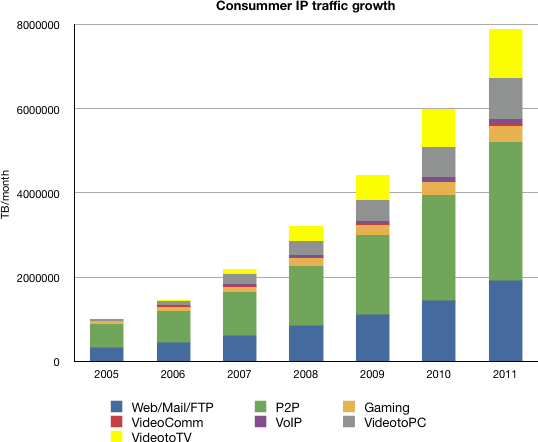 Consummer IP traffic growth
8000000
6000000
4000000
2000000
0
TB/month
2005 2006 2007 2008 2009 2010 2011
Web/Mail/FTP P2P Gaming
VideoComm VoIP VideotoPC
VideotoTV